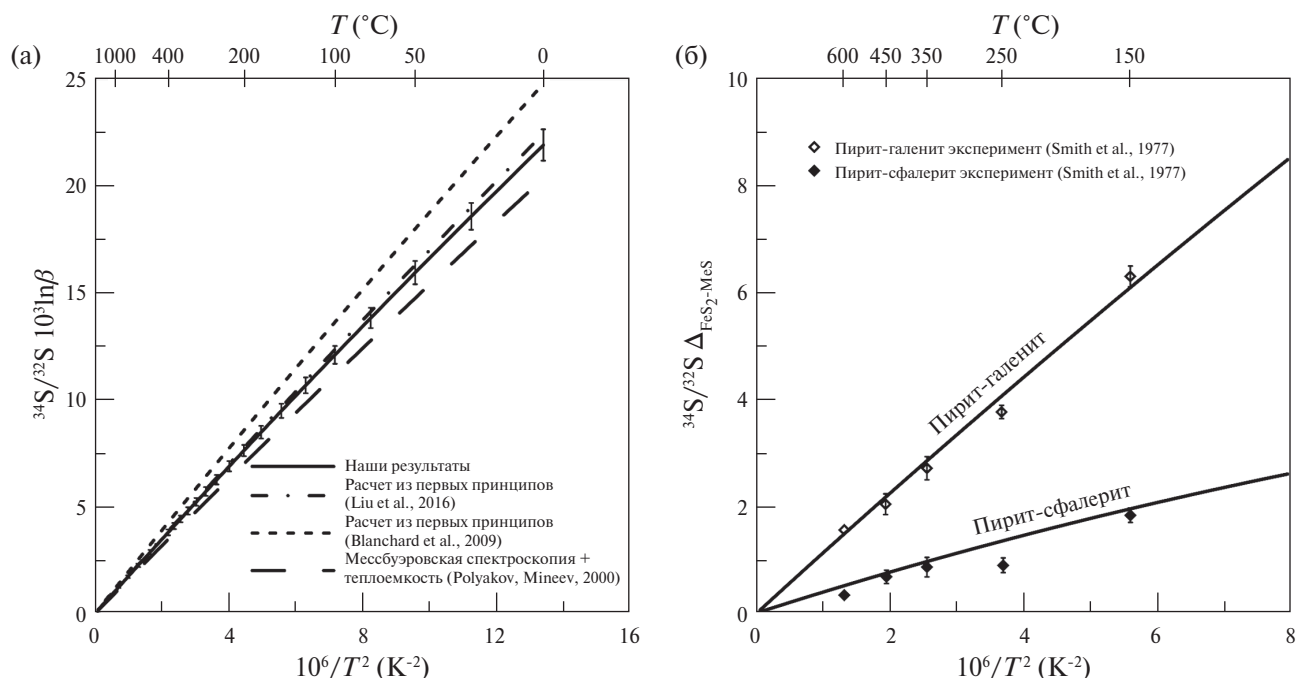 (а)
T (°C)
1000 400 200 100 50 0
25
20
15
10
5
0
³⁴S/³²S 10³lnβ
Наши результаты
Расчет из первых принципов
(Liu et al., 2016)
Расчет из первых принципов
(Blanchard et al., 2009)
Мессбуэровская спектроскопия +
теплоемкость (Polyakov, Mineev, 2000)
0 4 8 12 16
10⁶/T² (K⁻²)
(б)
T (°C)
600 450 350 250 150
10
8
6
4
2
0
³⁴S/³²S Δ FeS₂-MeS
Пирит-галенит эксперимент (Smith et al., 1977)
Пирит-сфалерит эксперимент (Smith et al., 1977)
Пирит-галенит
Пирит-сфалерит
0 2 4 6 8
10⁶/T² (K⁻²)